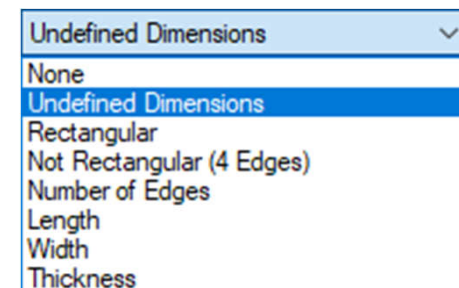 Undefined Dimensions
None
Undefined Dimensions
Rectangular
Not Rectangular (4 Edges)
Number of Edges
Length
Width
Thickness